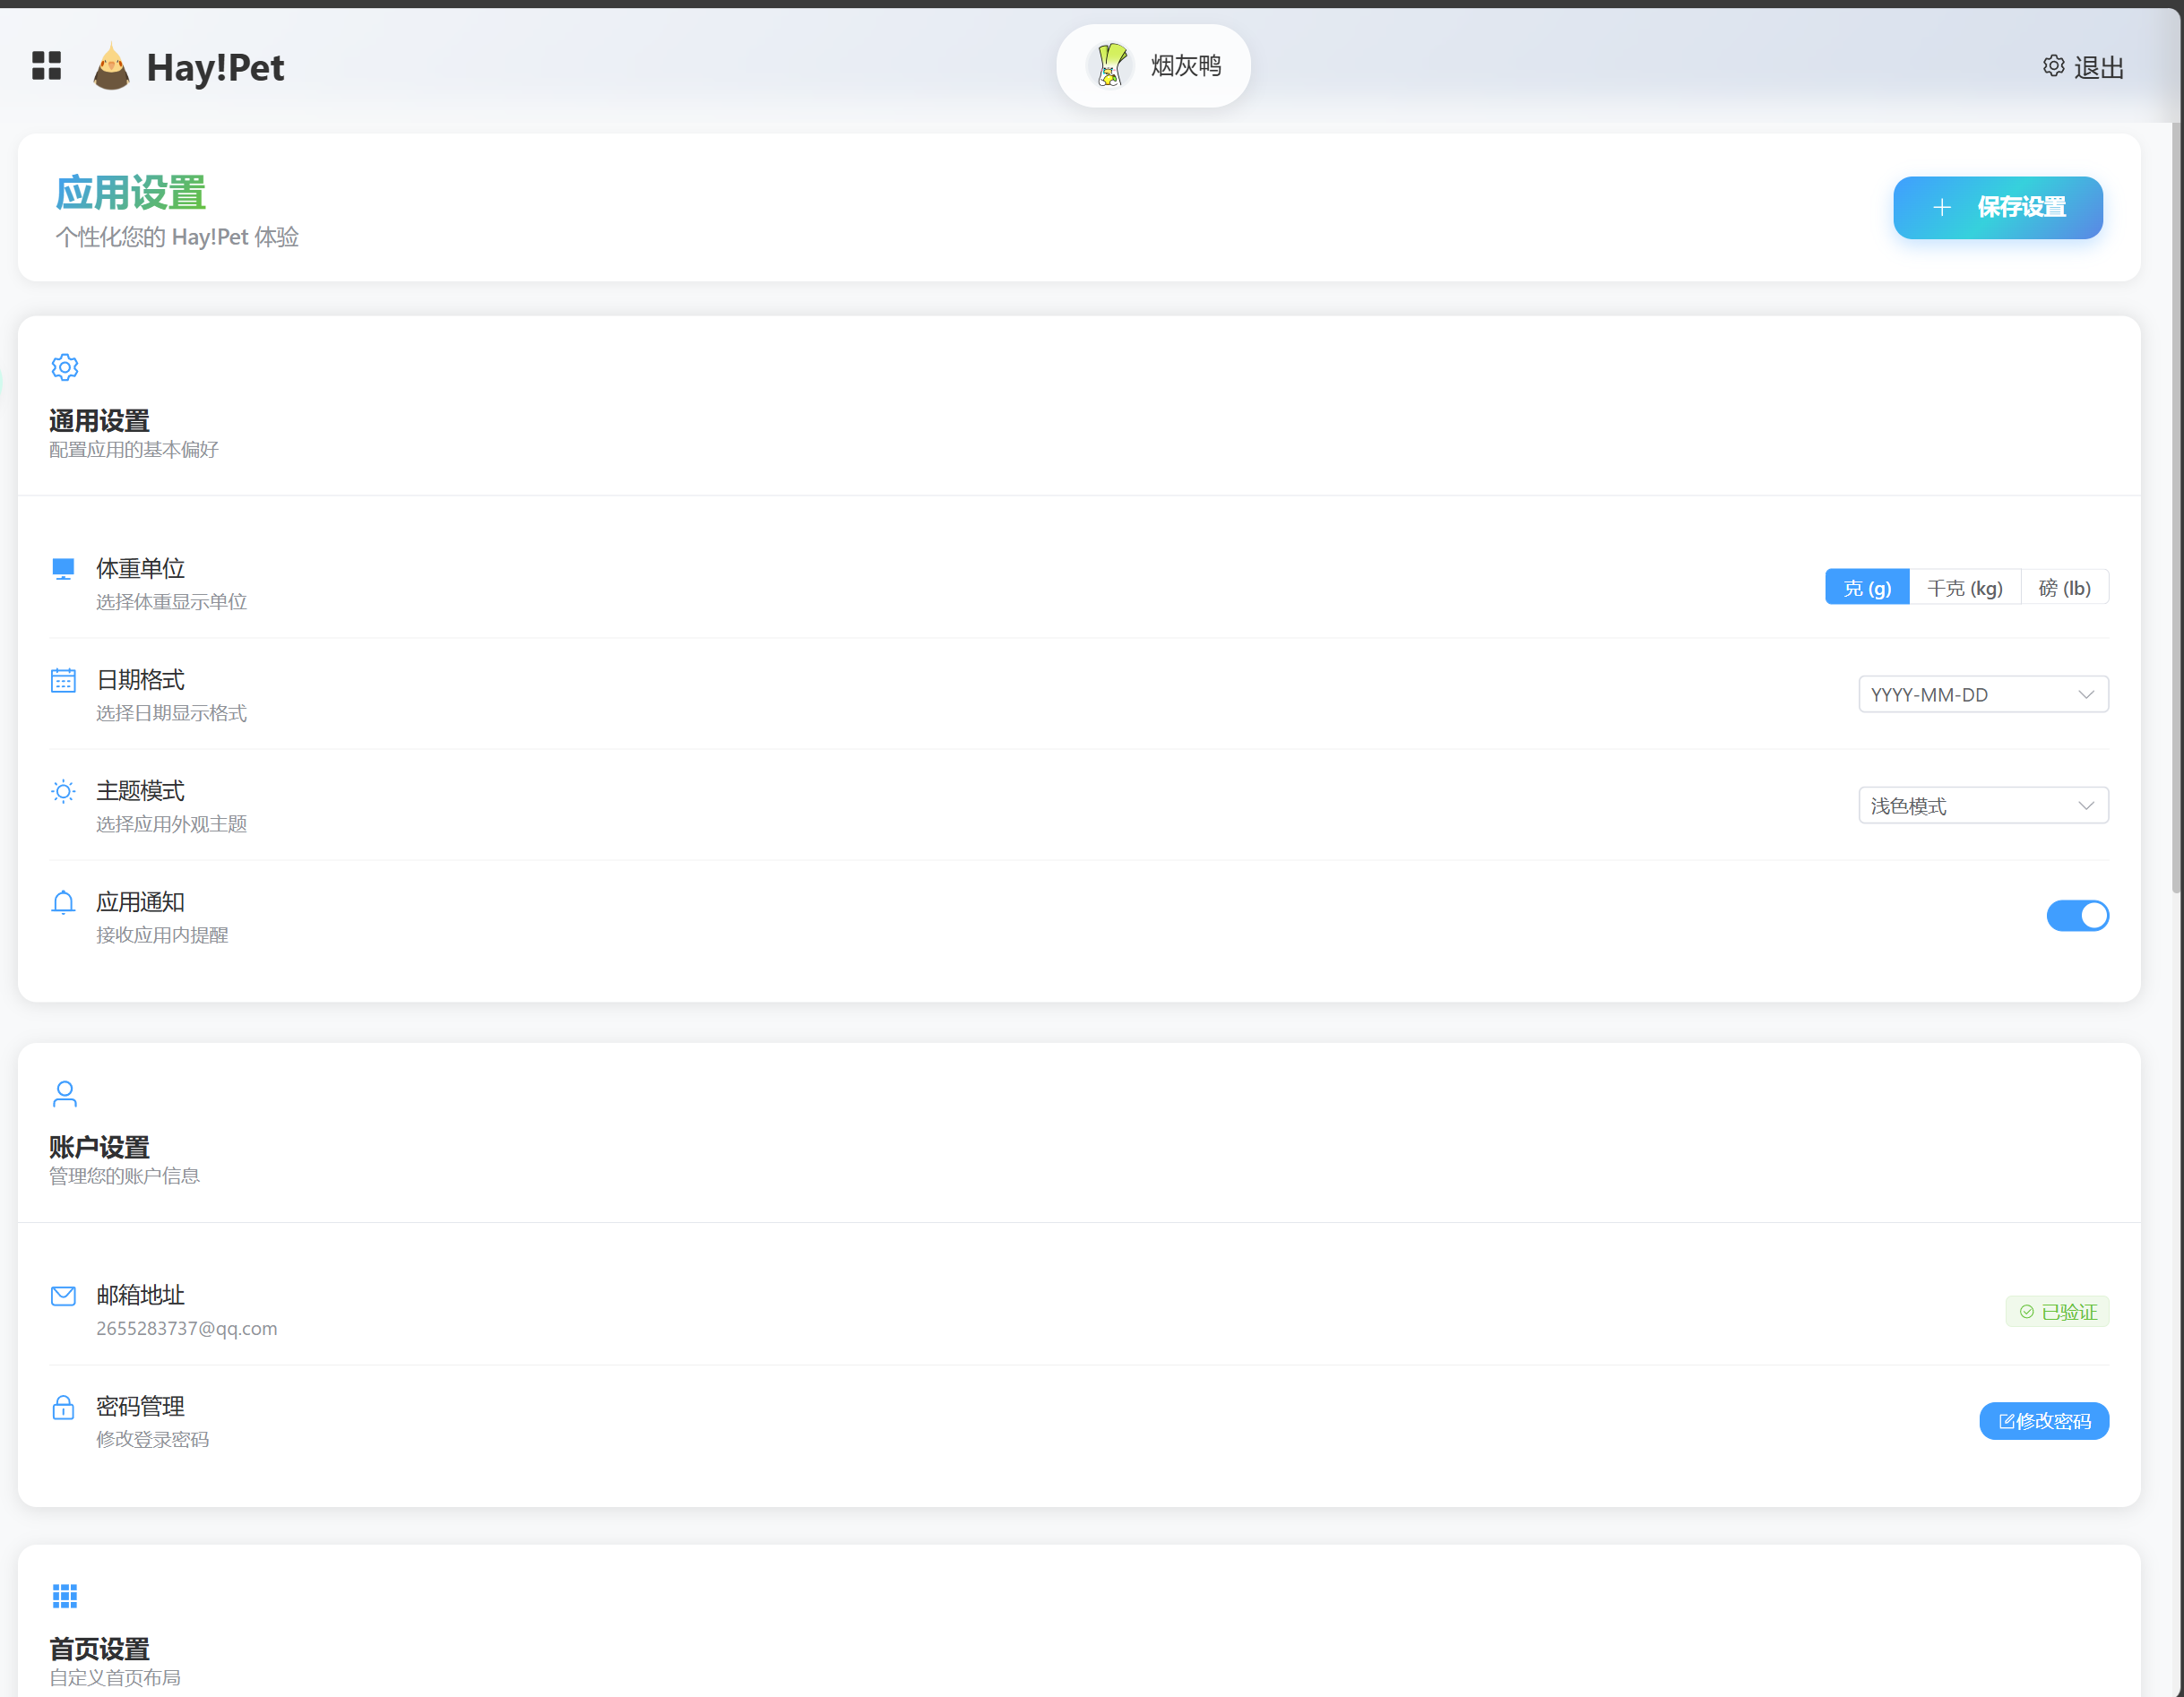 Hay!Pet
烟灰鸭
退出
应用设置
个性化您的 Hay!Pet 体验
保存设置
通用设置
配置应用的基本偏好
体重单位
选择体重显示单位
克 (g)
千克 (kg)
磅 (lb)
日期格式
选择日期显示格式
YYYY-MM-DD
主题模式
选择应用外观主题
浅色模式
应用通知
接收应用内提醒
账户设置
管理您的账户信息
邮箱地址
2655283737@qq.com
已验证
密码管理
修改登录密码
修改密码
首页设置
自定义首页布局